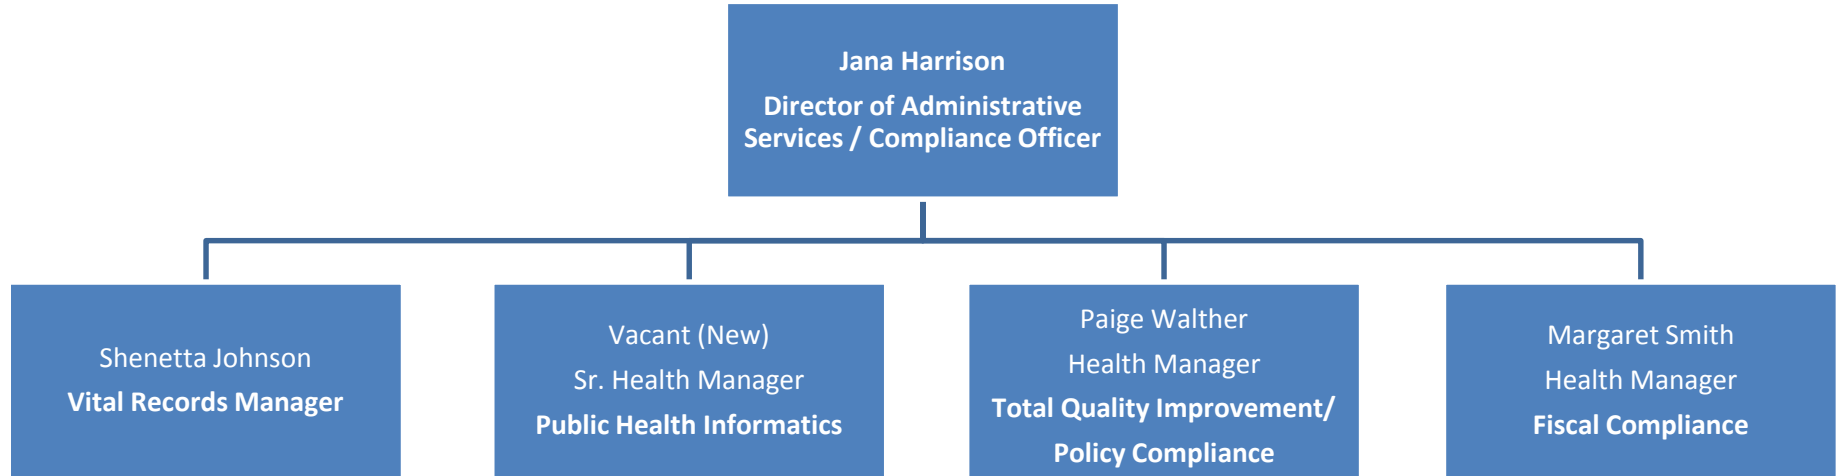 Jana Harrison
Director of Administrative
Services / Compliance Officer
Shenetta Johnson
Vital Records Manager
Vacant (New)
Sr. Health Manager
Public Health Informatics
Paige Walther
Health Manager
Total Quality Improvement/
Policy Compliance
Margaret Smith
Health Manager
Fiscal Compliance